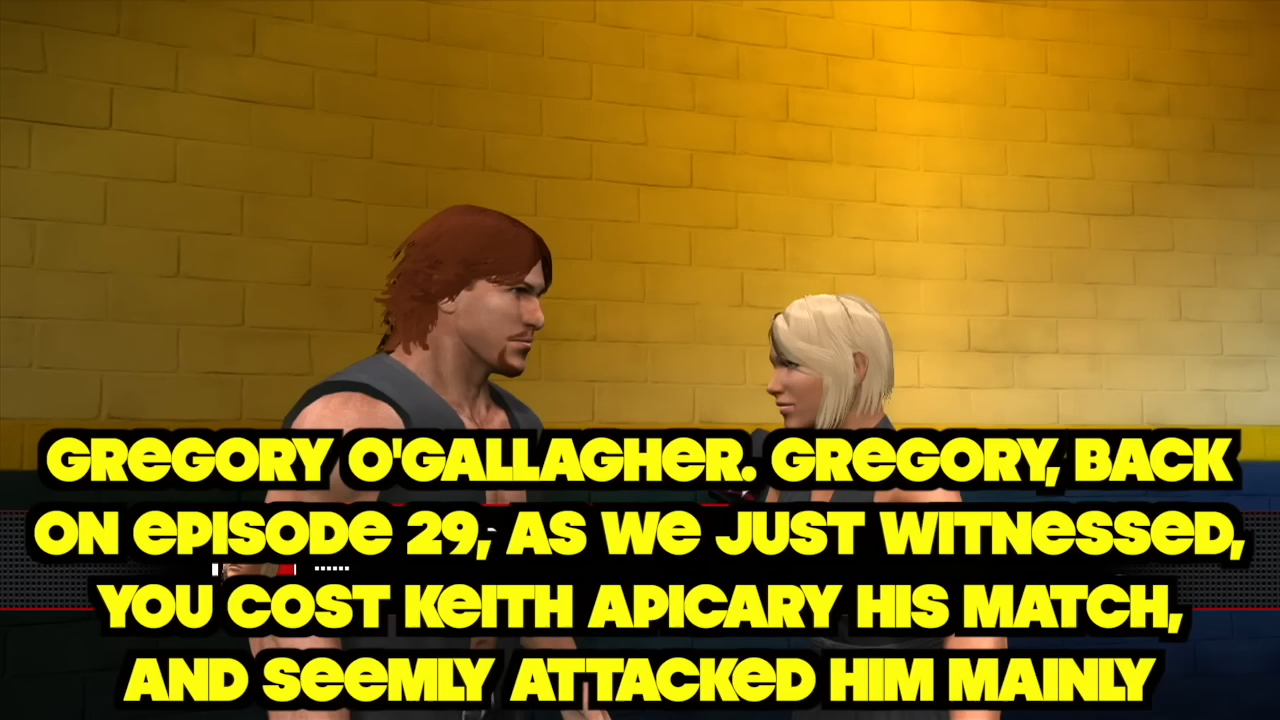 GREGORY O'GALLAGHER. GREGORY, BACK
ON EPISODE 29, AS WE JUST WITNESSED,
YOU COST KEITH APICARY HIS MATCH,
AND SEEMLY ATTACKED HIM MAINLY